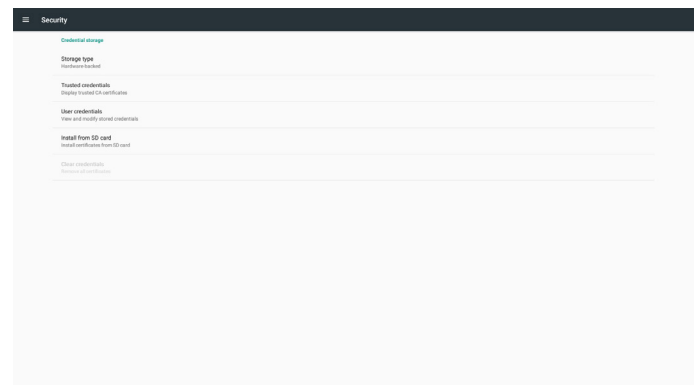 Security
Credential storage
Storage type
Hardware-backed
Trusted credentials
Display trusted CA certificates
User credentials
View and modify stored credentials
Install from SD card
Install certificates from SD card
Clear credentials
Remove all certificates